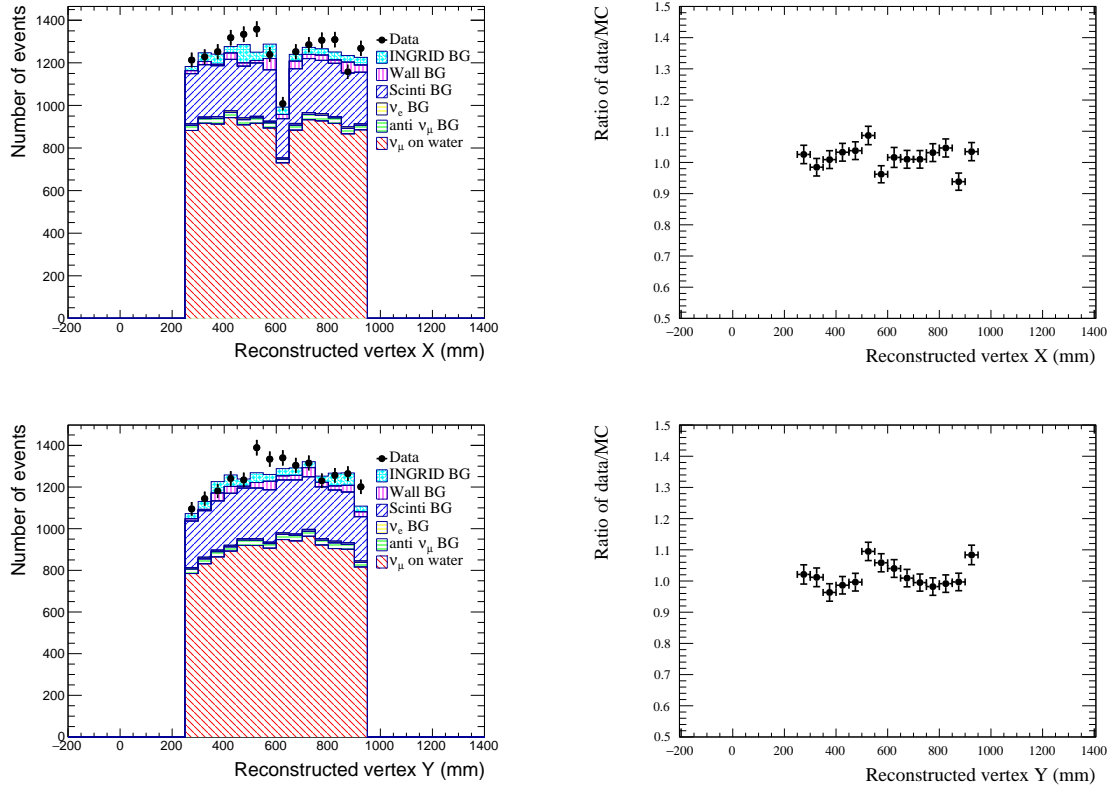 Number of events
1400
1200
1000
800
600
400
200
0
−200 0 200 400 600 800 1000 1200 1400
Reconstructed vertex X (mm)
Data
INGRID BG
Wall BG
Scinti BG
νe BG
anti νμ BG
νμ on water
Ratio of data/MC
1.5
1.4
1.3
1.2
1.1
1.0
0.9
0.8
0.7
0.6
0.5
−200 0 200 400 600 800 1000 1200 1400
Reconstructed vertex X (mm)
Number of events
1400
1200
1000
800
600
400
200
0
−200 0 200 400 600 800 1000 1200 1400
Reconstructed vertex Y (mm)
Data
INGRID BG
Wall BG
Scinti BG
νe BG
anti νμ BG
νμ on water
Ratio of data/MC
1.5
1.4
1.3
1.2
1.1
1.0
0.9
0.8
0.7
0.6
0.5
−200 0 200 400 600 800 1000 1200 1400
Reconstructed vertex Y (mm)